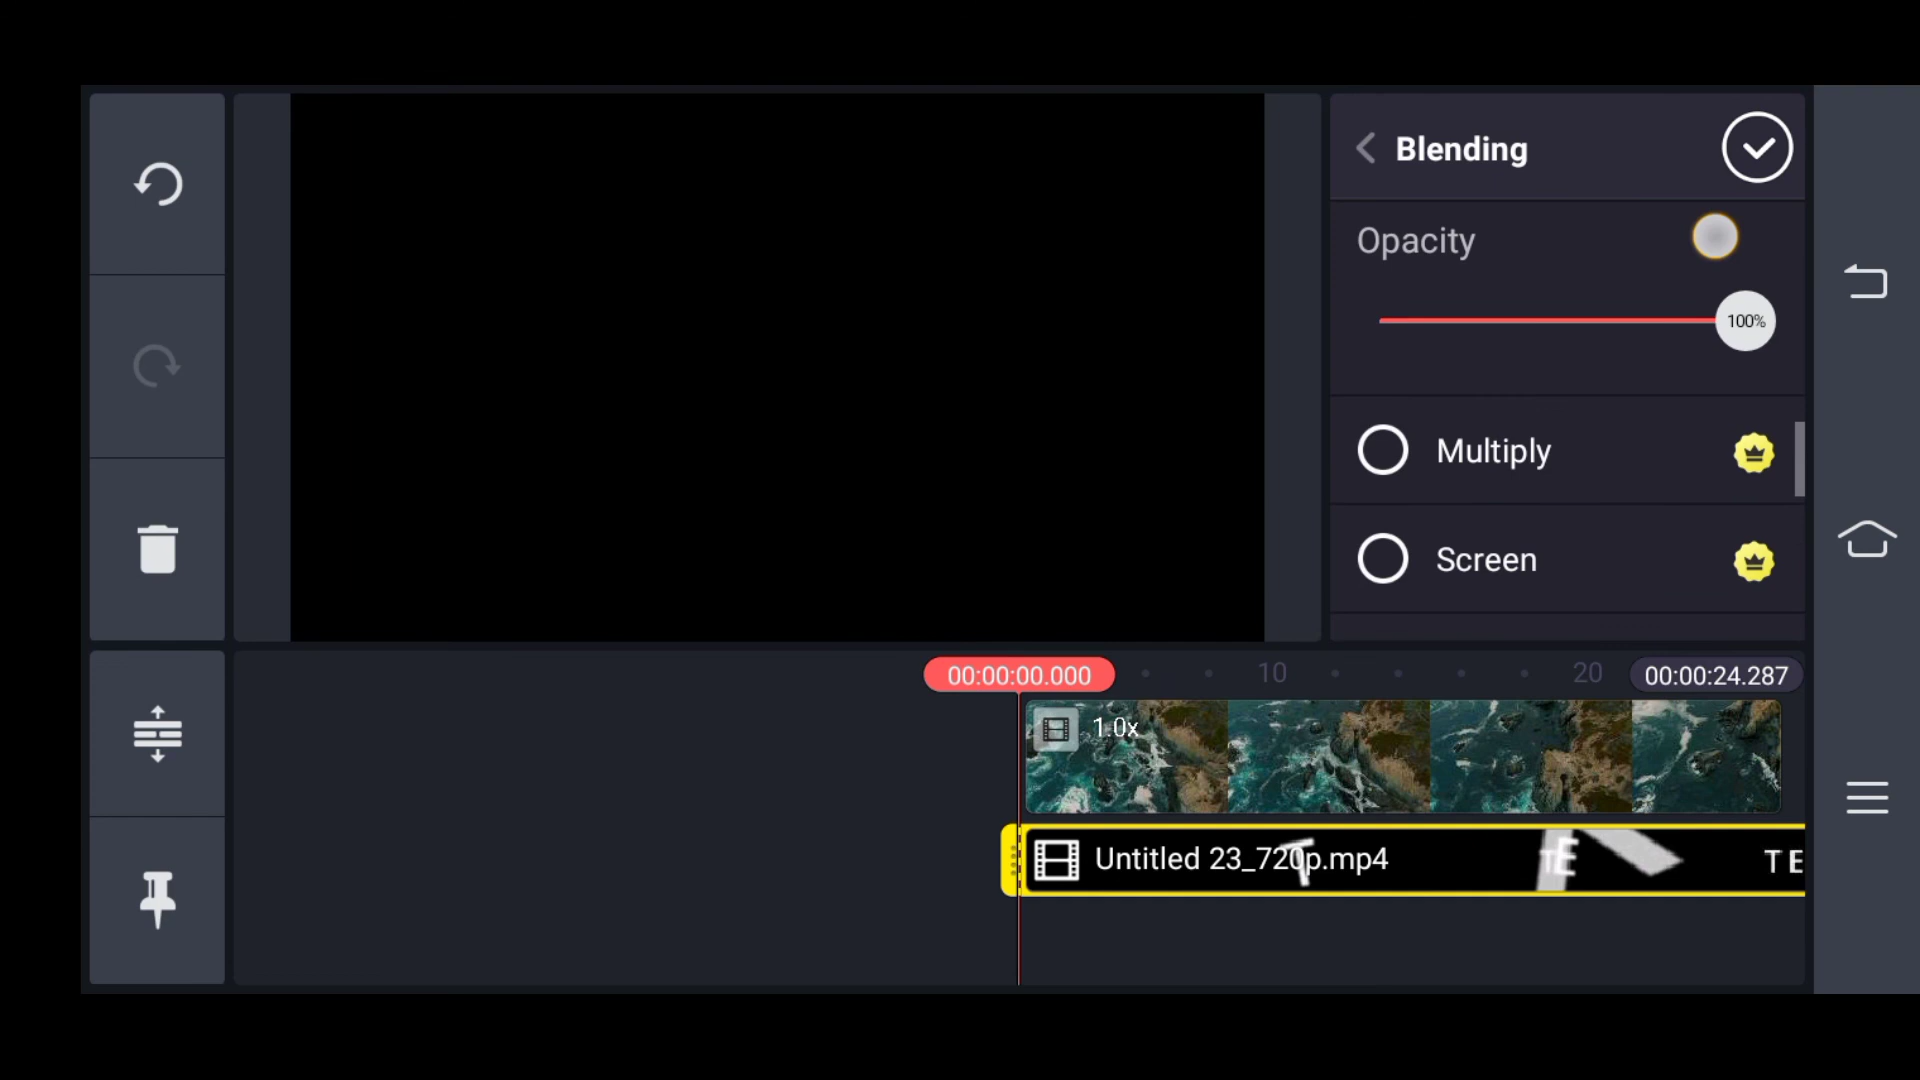 Blending
Opacity
100%
Multiply
Screen
00:00:00.000
10
20
00:00:24.287
1.0x
Untitled 23_720p.mp4
T
TE
TE